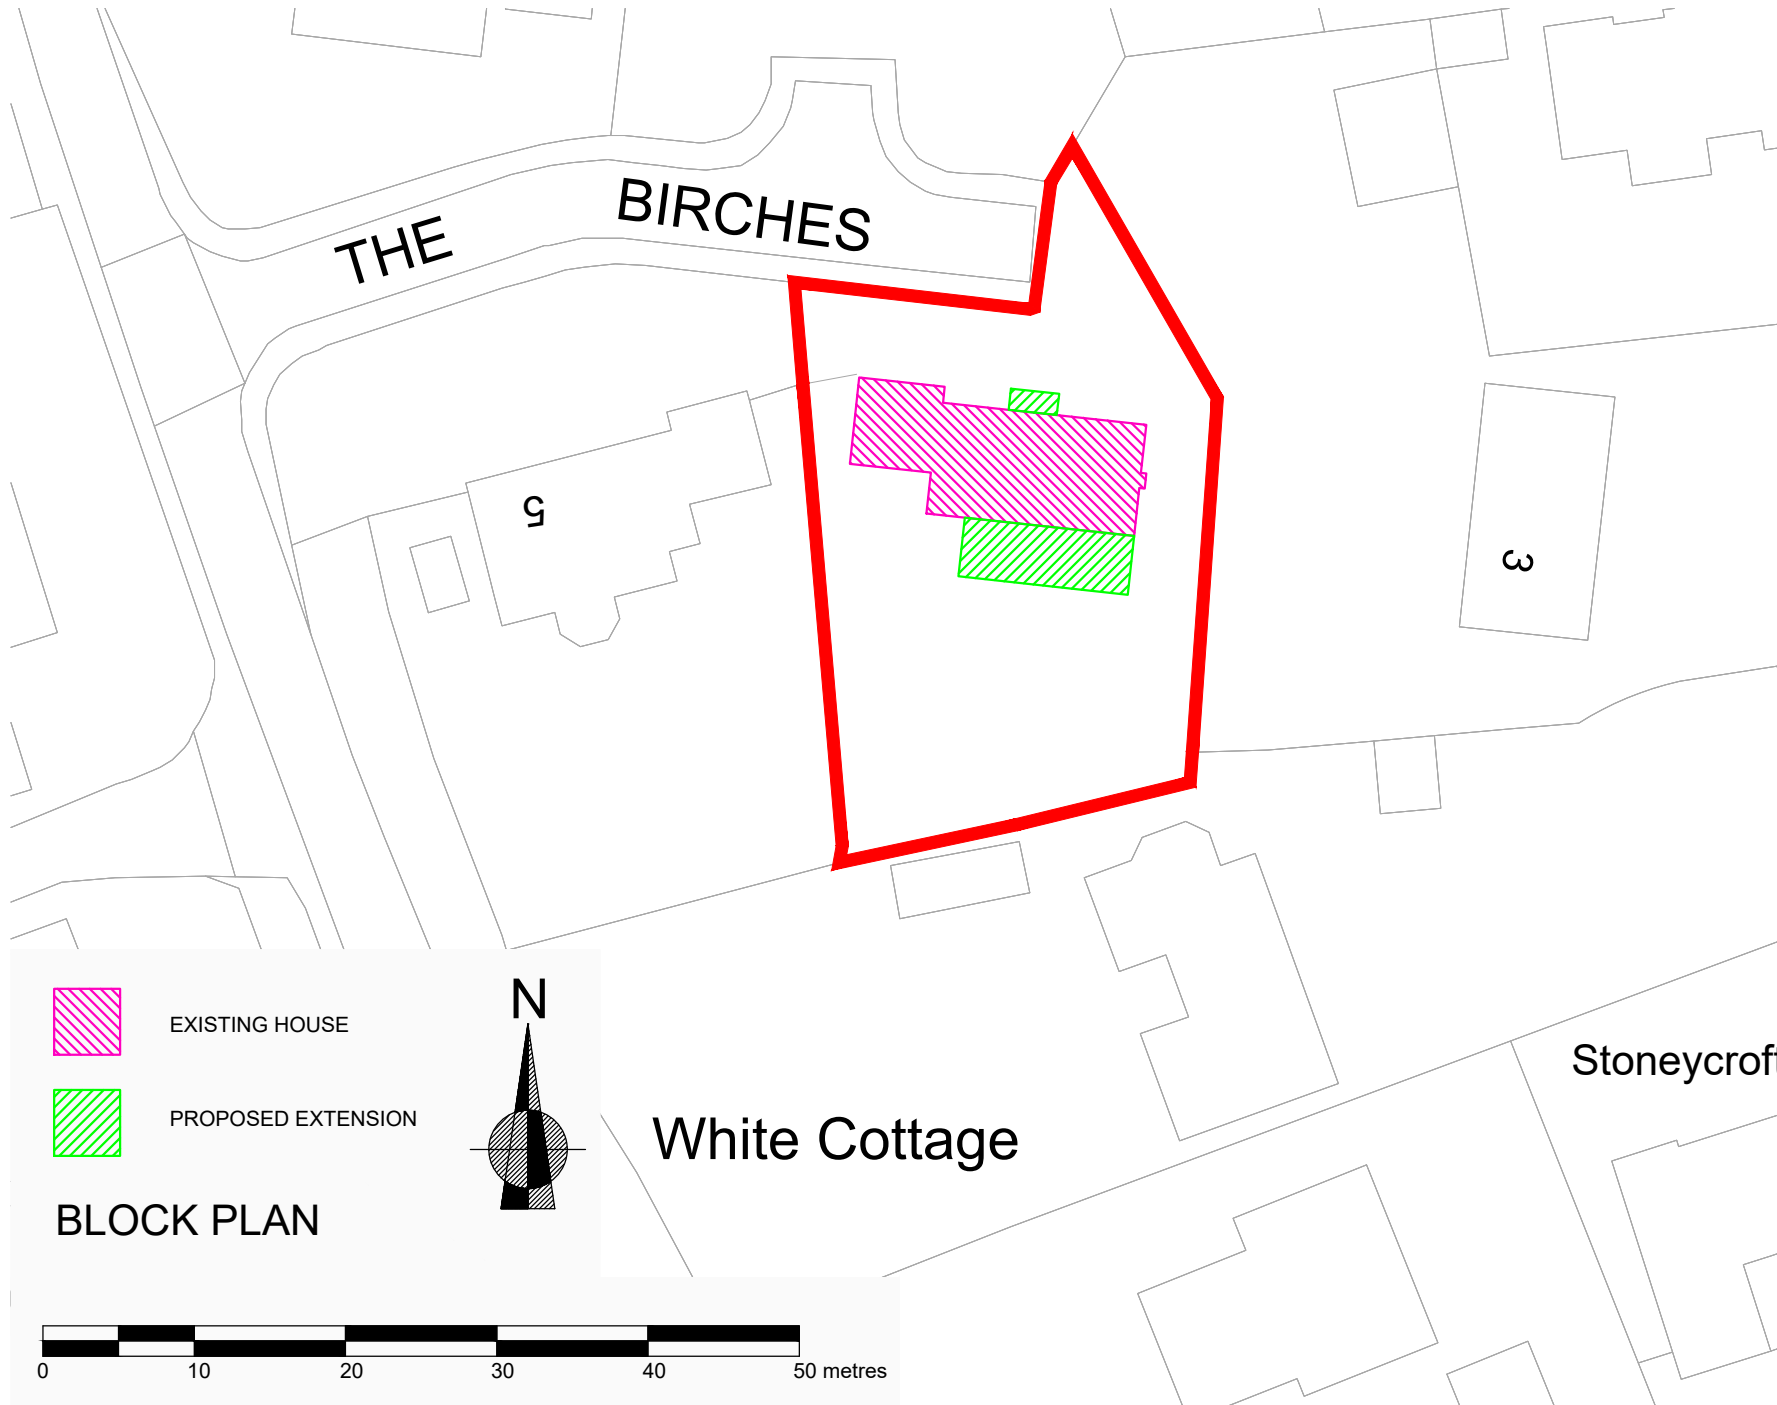 THE BIRCHES
5
3
EXISTING HOUSE
PROPOSED EXTENSION
BLOCK PLAN
N
White Cottage
Stoneycroft
0 10 20 30 40 50 metres